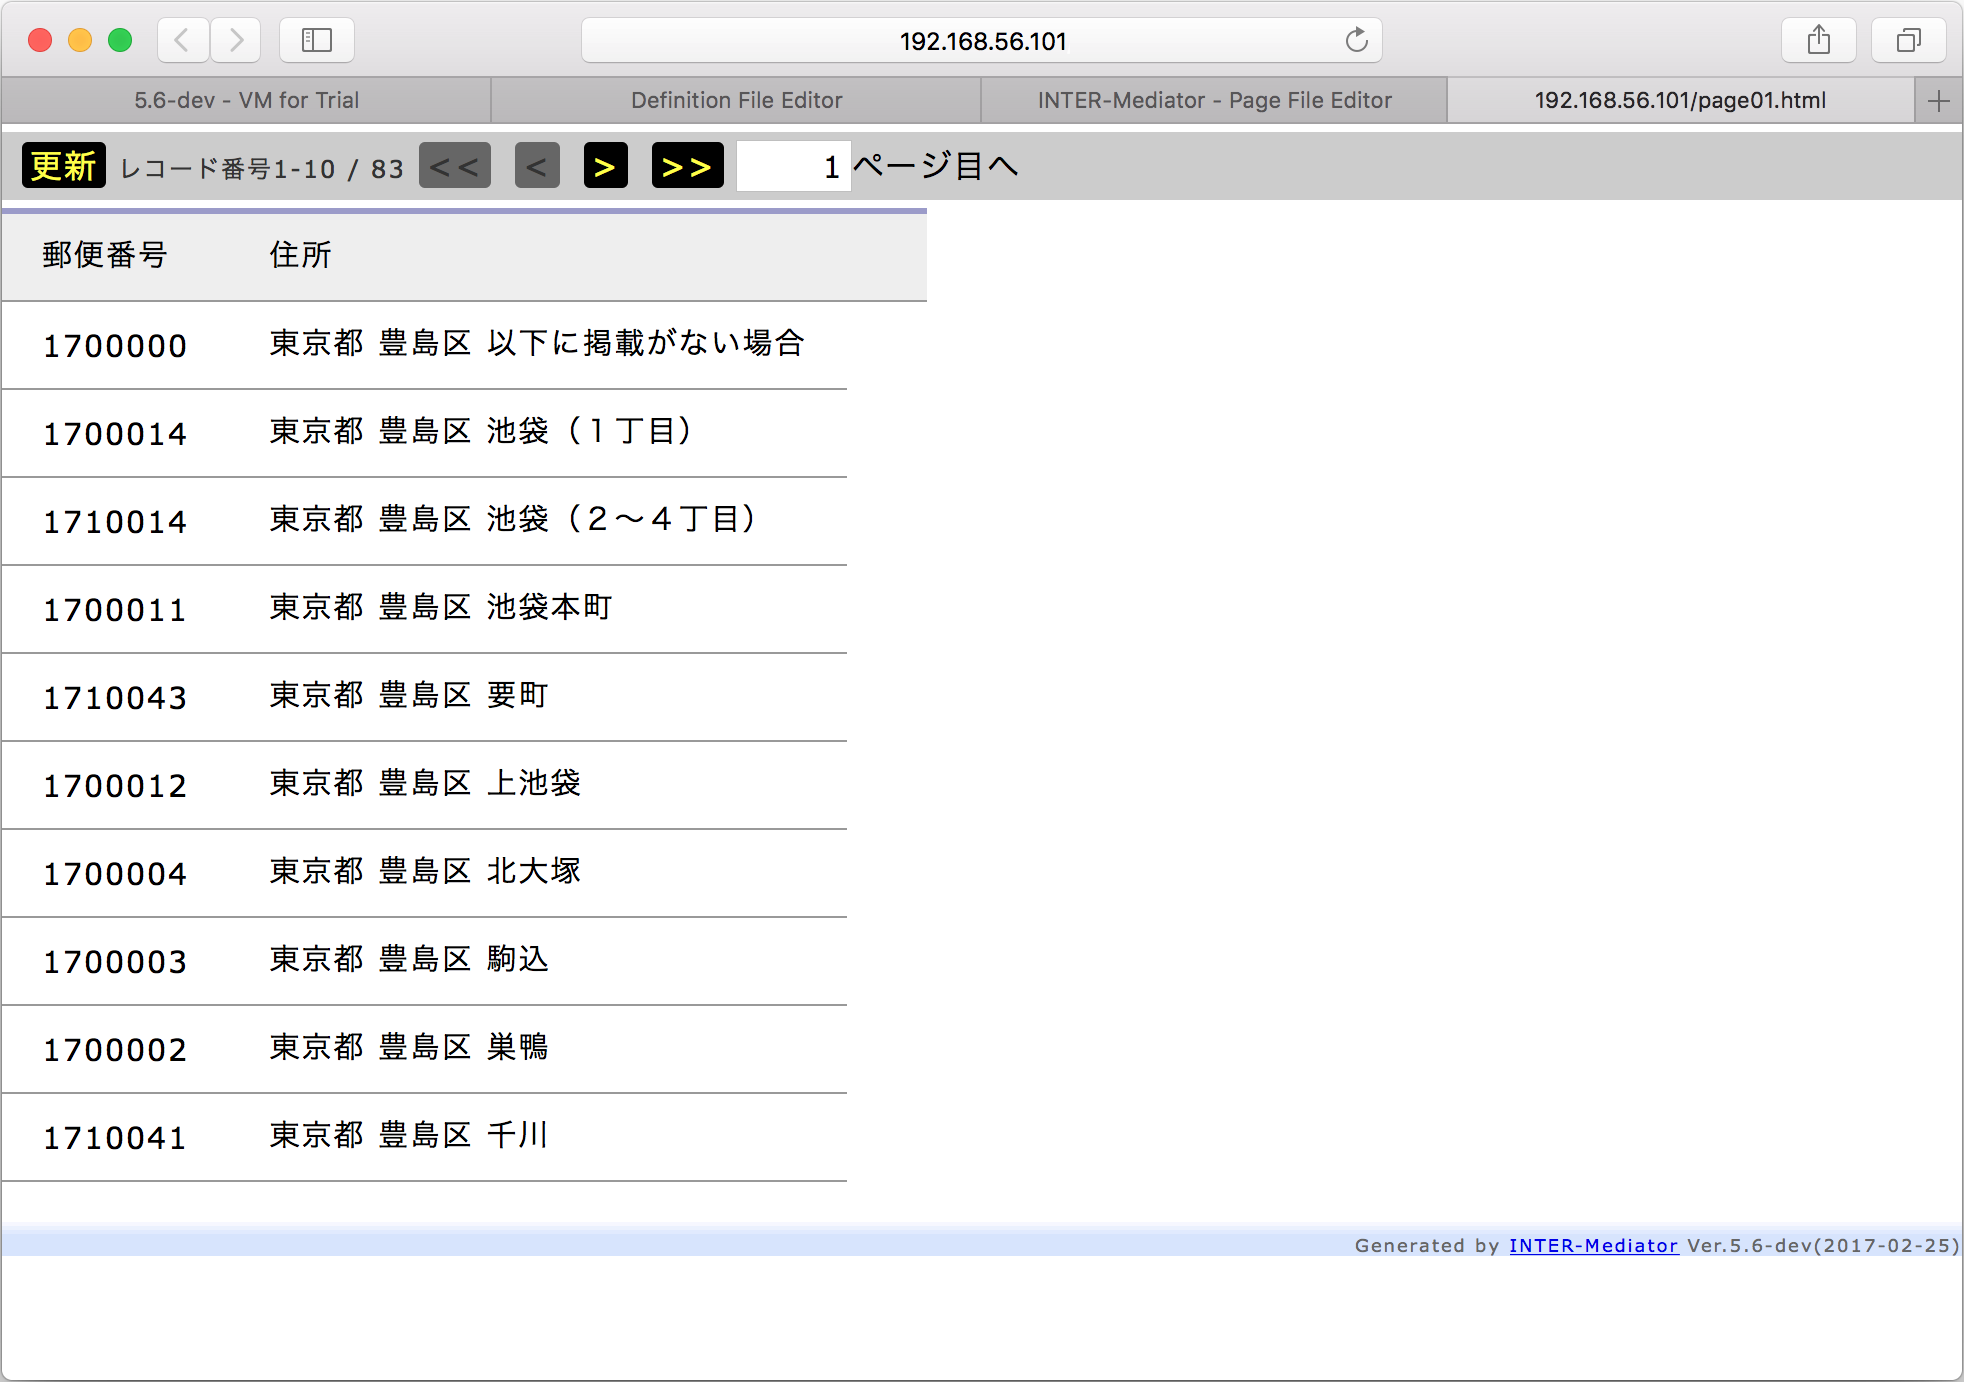 192.168.56.101
5.6-dev - VM for Trial
Definition File Editor
INTER-Mediator - Page File Editor
192.168.56.101/page01.html
更新 レコード番号1-10 / 83 << < > >> 1ページ目へ
郵便番号 住所
1700000 東京都 豊島区 以下に掲載がない場合
1700014 東京都 豊島区 池袋（１丁目）
1710014 東京都 豊島区 池袋（２～４丁目）
1700011 東京都 豊島区 池袋本町
1710043 東京都 豊島区 要町
1700012 東京都 豊島区 上池袋
1700004 東京都 豊島区 北大塚
1700003 東京都 豊島区 駒込
1700002 東京都 豊島区 巣鴨
1710041 東京都 豊島区 千川
Generated by INTER-Mediator Ver.5.6-dev(2017-02-25)